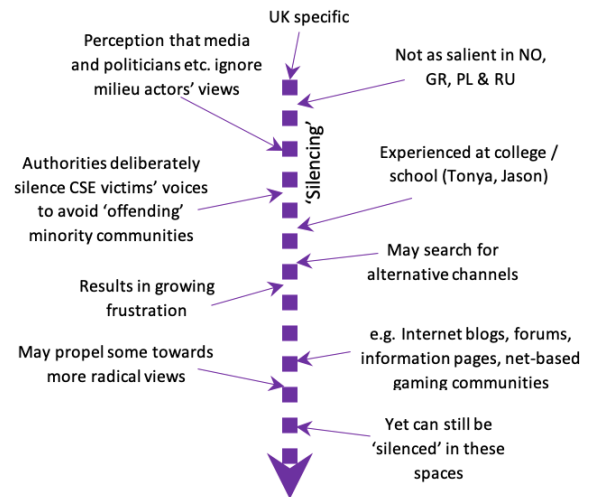 UK specific
Perception that media
and politicians etc. ignore
milieu actors’ views
Not as salient in NO,
GR, PL & RU
‘Silencing’
Authorities deliberately
silence CSE victims’ voices
to avoid ‘offending’
minority communities
Experienced at college /
school (Tonya, Jason)
May search for
alternative channels
Results in growing
frustration
e.g. Internet blogs, forums,
information pages, net-based
gaming communities
May propel some towards
more radical views
Yet can still be
‘silenced’ in these
spaces